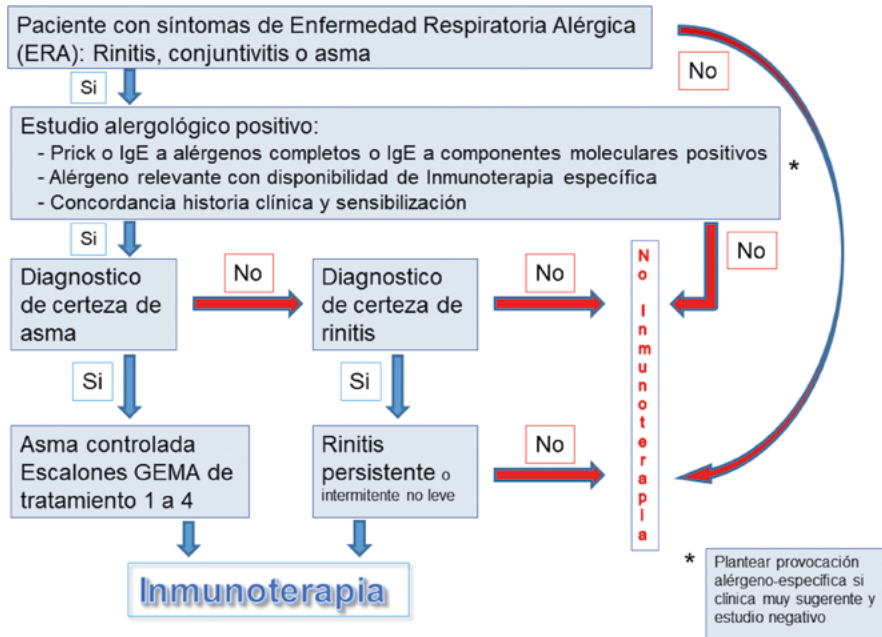 Paciente con síntomas de Enfermedad Respiratoria Alérgica
(ERA): Rinitis, conjuntivitis o asma
No
Si
Estudio alergológico positivo:
- Prick o IgE a alérgenos completos o IgE a componentes moleculares positivos
- Alérgeno relevante con disponibilidad de Inmunoterapia específica
- Concordancia historia clínica y sensibilización
*
Si
No
Diagnostico
de certeza de
asma
No
Diagnostico
de certeza de
rinitis
No
No Inmunoterapia
Si
Si
Asma controlada
Escalones GEMA de
tratamiento 1 a 4
Rinitis
persistente o
intermitente no leve
No
Inmunoterapia
* Plantear provocación
alérgeno-específica si
clínica muy sugerente y
estudio negativo